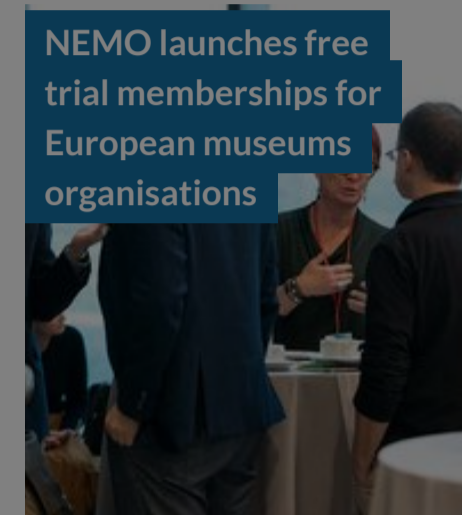 NEMO launches free
trial memberships for
European museums
organisations